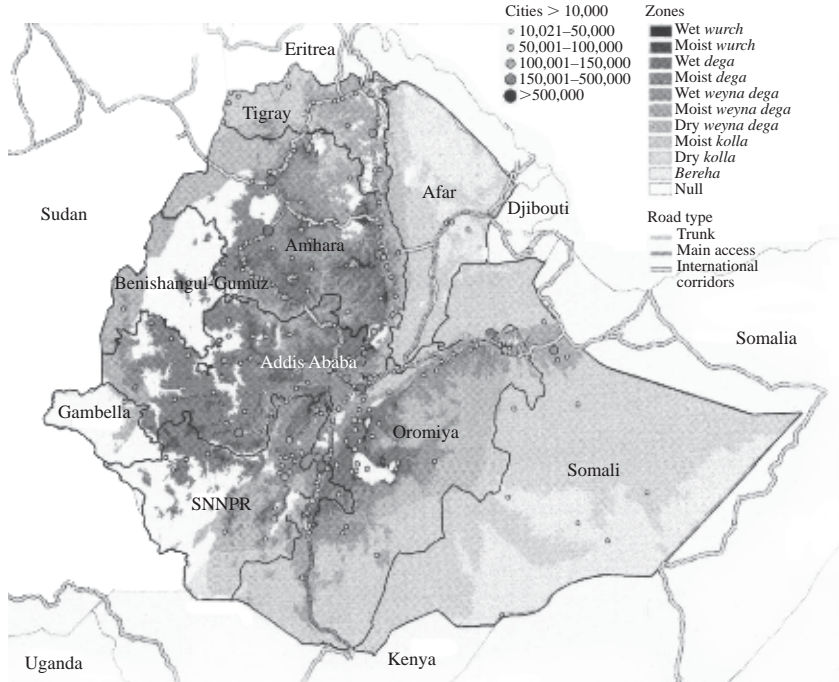 Cities > 10,000
10,021–50,000
50,001–100,000
100,001–150,000
150,001–500,000
>500,000
Zones
Wet wurch
Moist wurch
Wet dega
Moist dega
Wet weyna dega
Moist weyna dega
Dry weyna dega
Moist kolla
Dry kolla
Bereha
Null
Road type
Trunk
Main access
International
corridors
Eritrea
Tigray
Afar
Sudan
Djibouti
Amhara
Benishangul-Gumuz
Somalia
Addis Ababa
Gambella
Oromiya
Somali
SNNPR
Uganda
Kenya